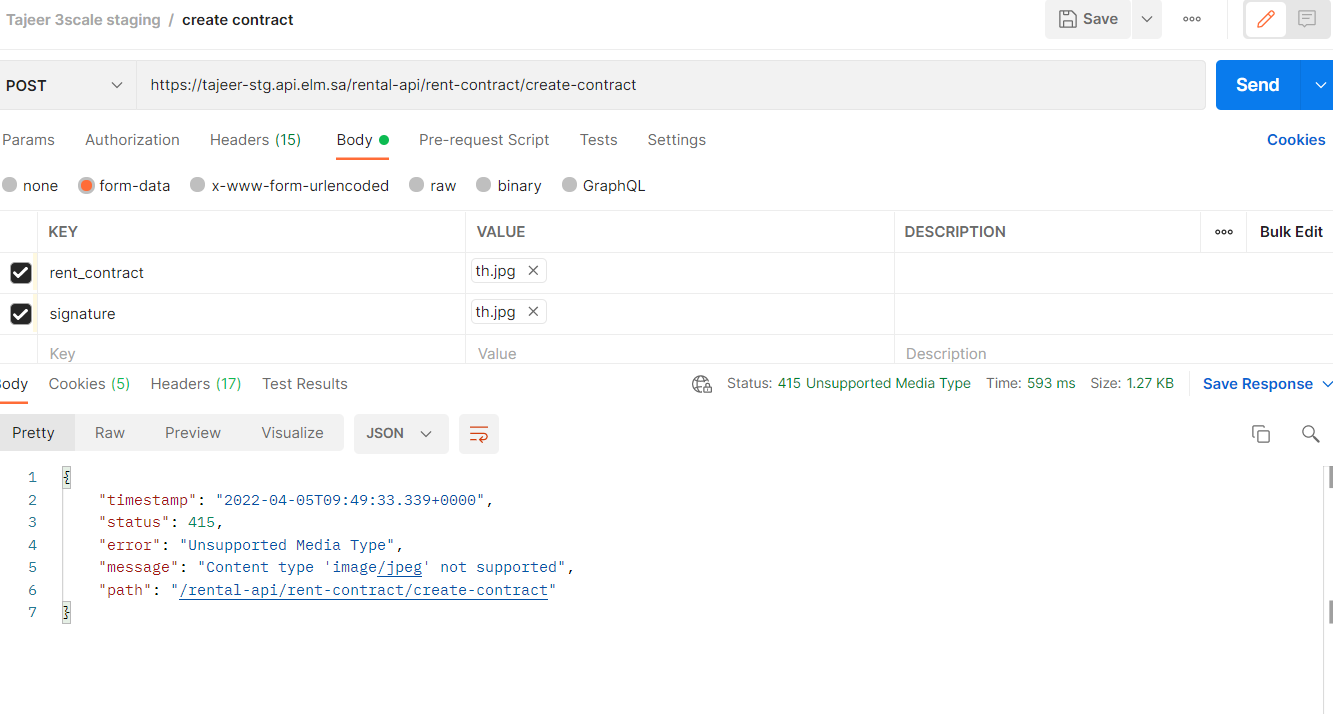 Tajeer 3scale staging / create contract Save
POST https://tajeer-stg.api.elm.sa/rental-api/rent-contract/create-contract Send
Params Authorization Headers (15) Body Pre-request Script Tests Settings Cookies
none form-data x-www-form-urlencoded raw binary GraphQL
KEY VALUE DESCRIPTION Bulk Edit
rent_contract th.jpg
signature th.jpg
Key Value Description
Body Cookies (5) Headers (17) Test Results Status: 415 Unsupported Media Type Time: 593 ms Size: 1.27 KB Save Response
Pretty Raw Preview Visualize JSON
1 {
2 "timestamp": "2022-04-05T09:49:33.339+0000",
3 "status": 415,
4 "error": "Unsupported Media Type",
5 "message": "Content type 'image/jpeg' not supported",
6 "path": "/rental-api/rent-contract/create-contract"
7 }